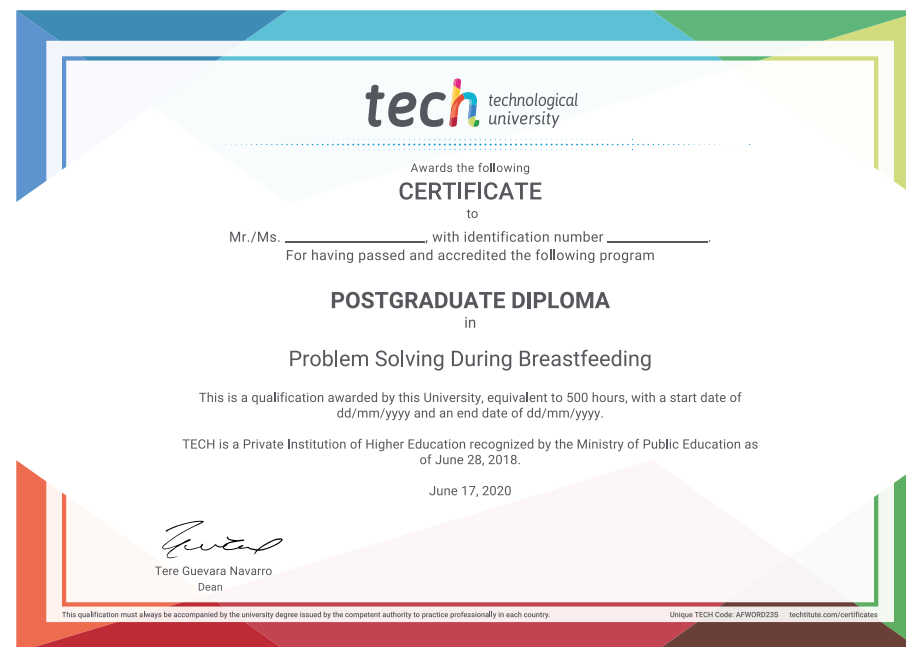 tech technological
university
Awards the following
CERTIFICATE
to
Mr./Ms. ____________, with identification number _________.
For having passed and accredited the following program
POSTGRADUATE DIPLOMA
in
Problem Solving During Breastfeeding
This is a qualification awarded by this University, equivalent to 500 hours, with a start date of
dd/mm/yyyy and an end date of dd/mm/yyyy.
TECH is a Private Institution of Higher Education recognized by the Ministry of Public Education as
of June 28, 2018.
June 17, 2020
Tere Guevara Navarro
Dean
This qualification must always be accompanied by the university degree issued by the competent authority to practice professionally in each country.
Unique TECH Code: AFWORD23S techtitute.com/certificates